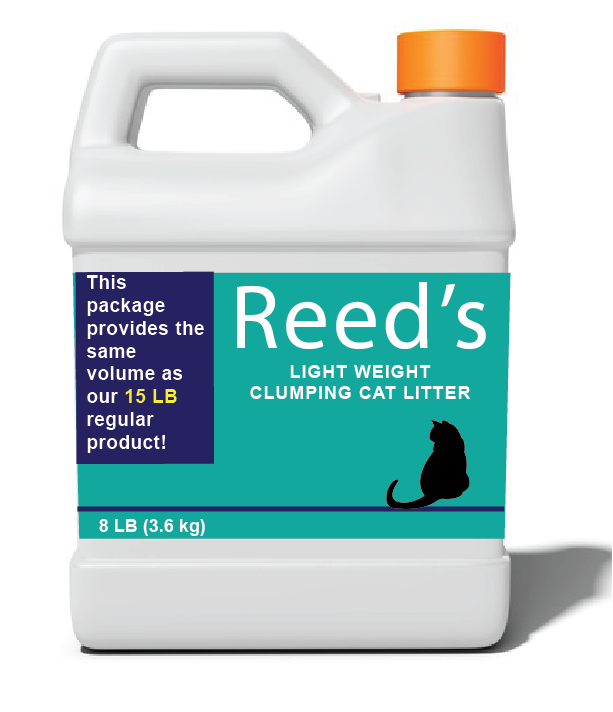 This
package
provides the
same
volume as
our 15 LB
regular
product!
Reed’s
LIGHT WEIGHT
CLUMPING CAT LITTER
8 LB (3.6 kg)